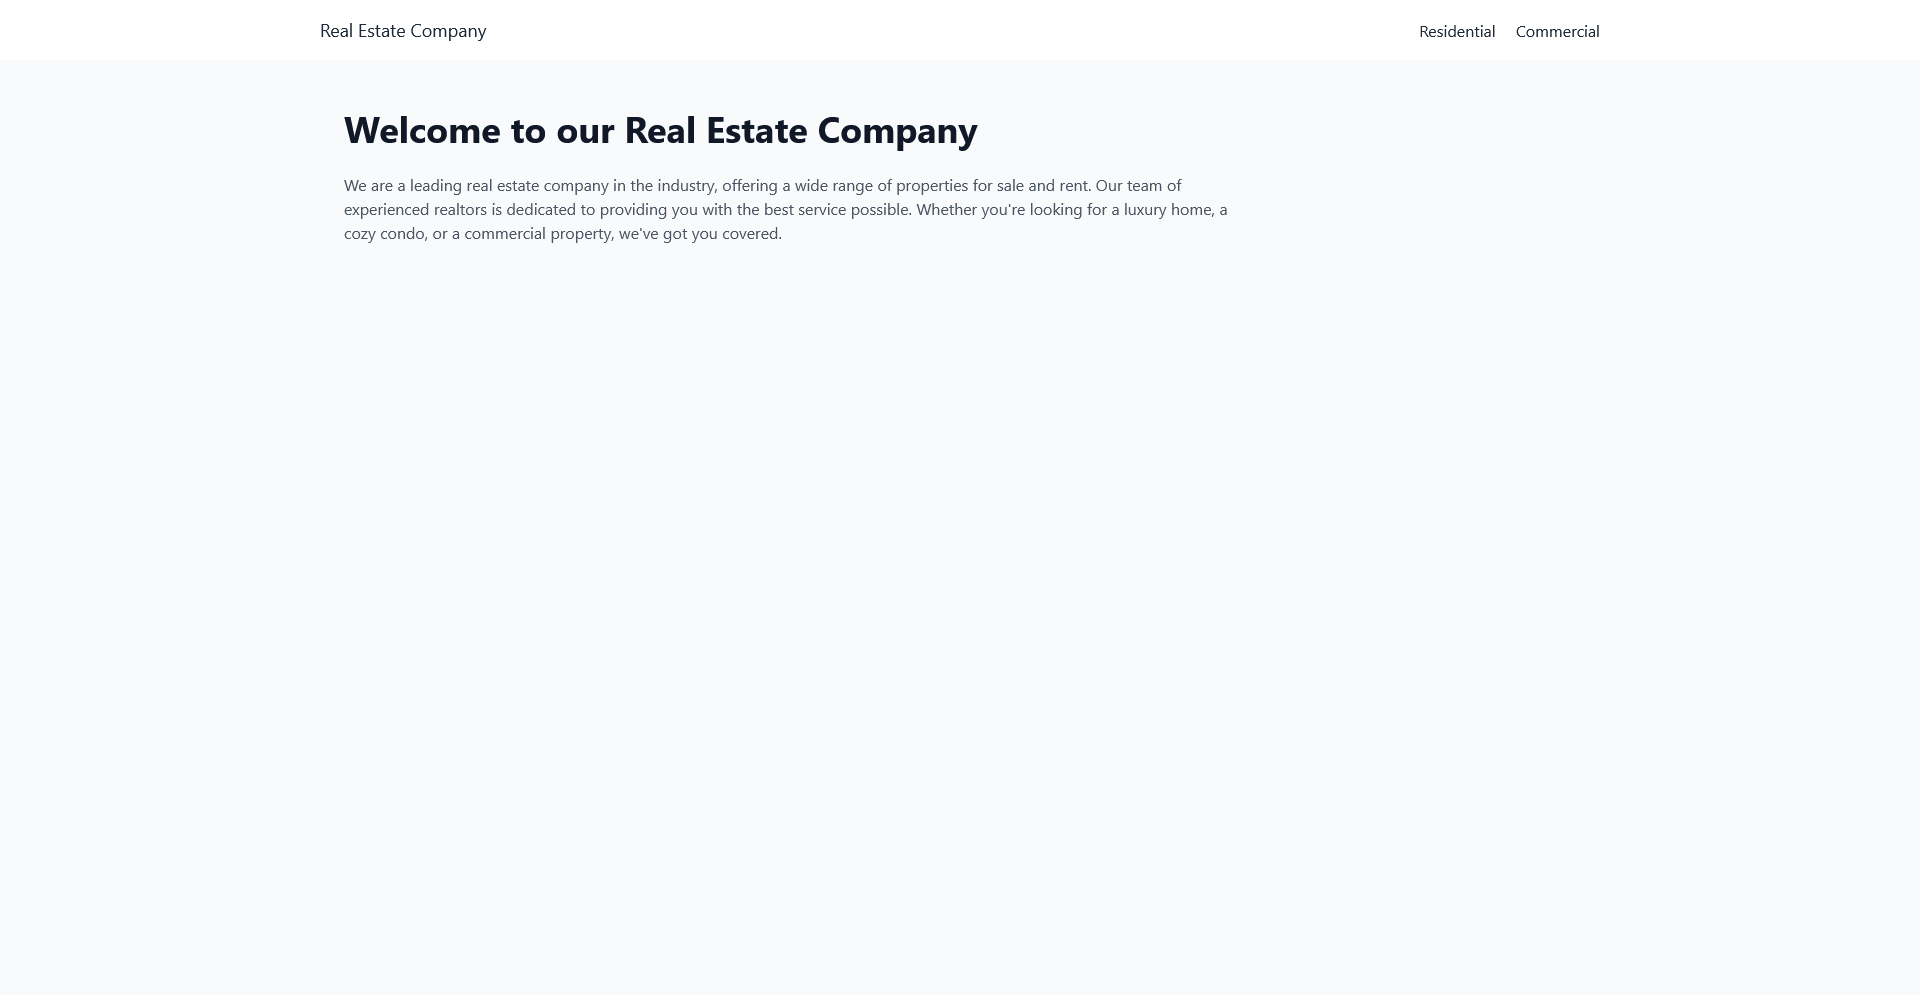 Real Estate Company
Residential
Commercial
Welcome to our Real Estate Company
We are a leading real estate company in the industry, offering a wide range of properties for sale and rent. Our team of
experienced realtors is dedicated to providing you with the best service possible. Whether you're looking for a luxury home, a
cozy condo, or a commercial property, we've got you covered.